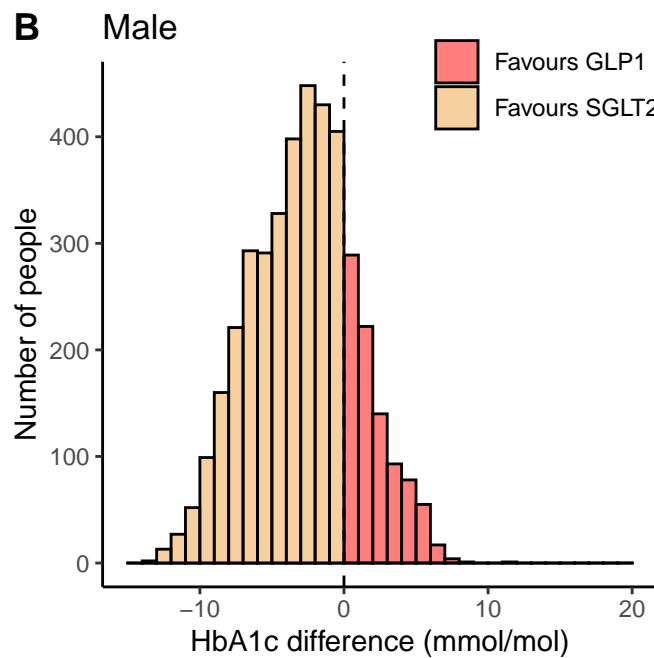 B Male
Favours GLP1
Favours SGLT2
400
300
200
100
0
Number of people
−10 0 10 20
HbA1c difference (mmol/mol)